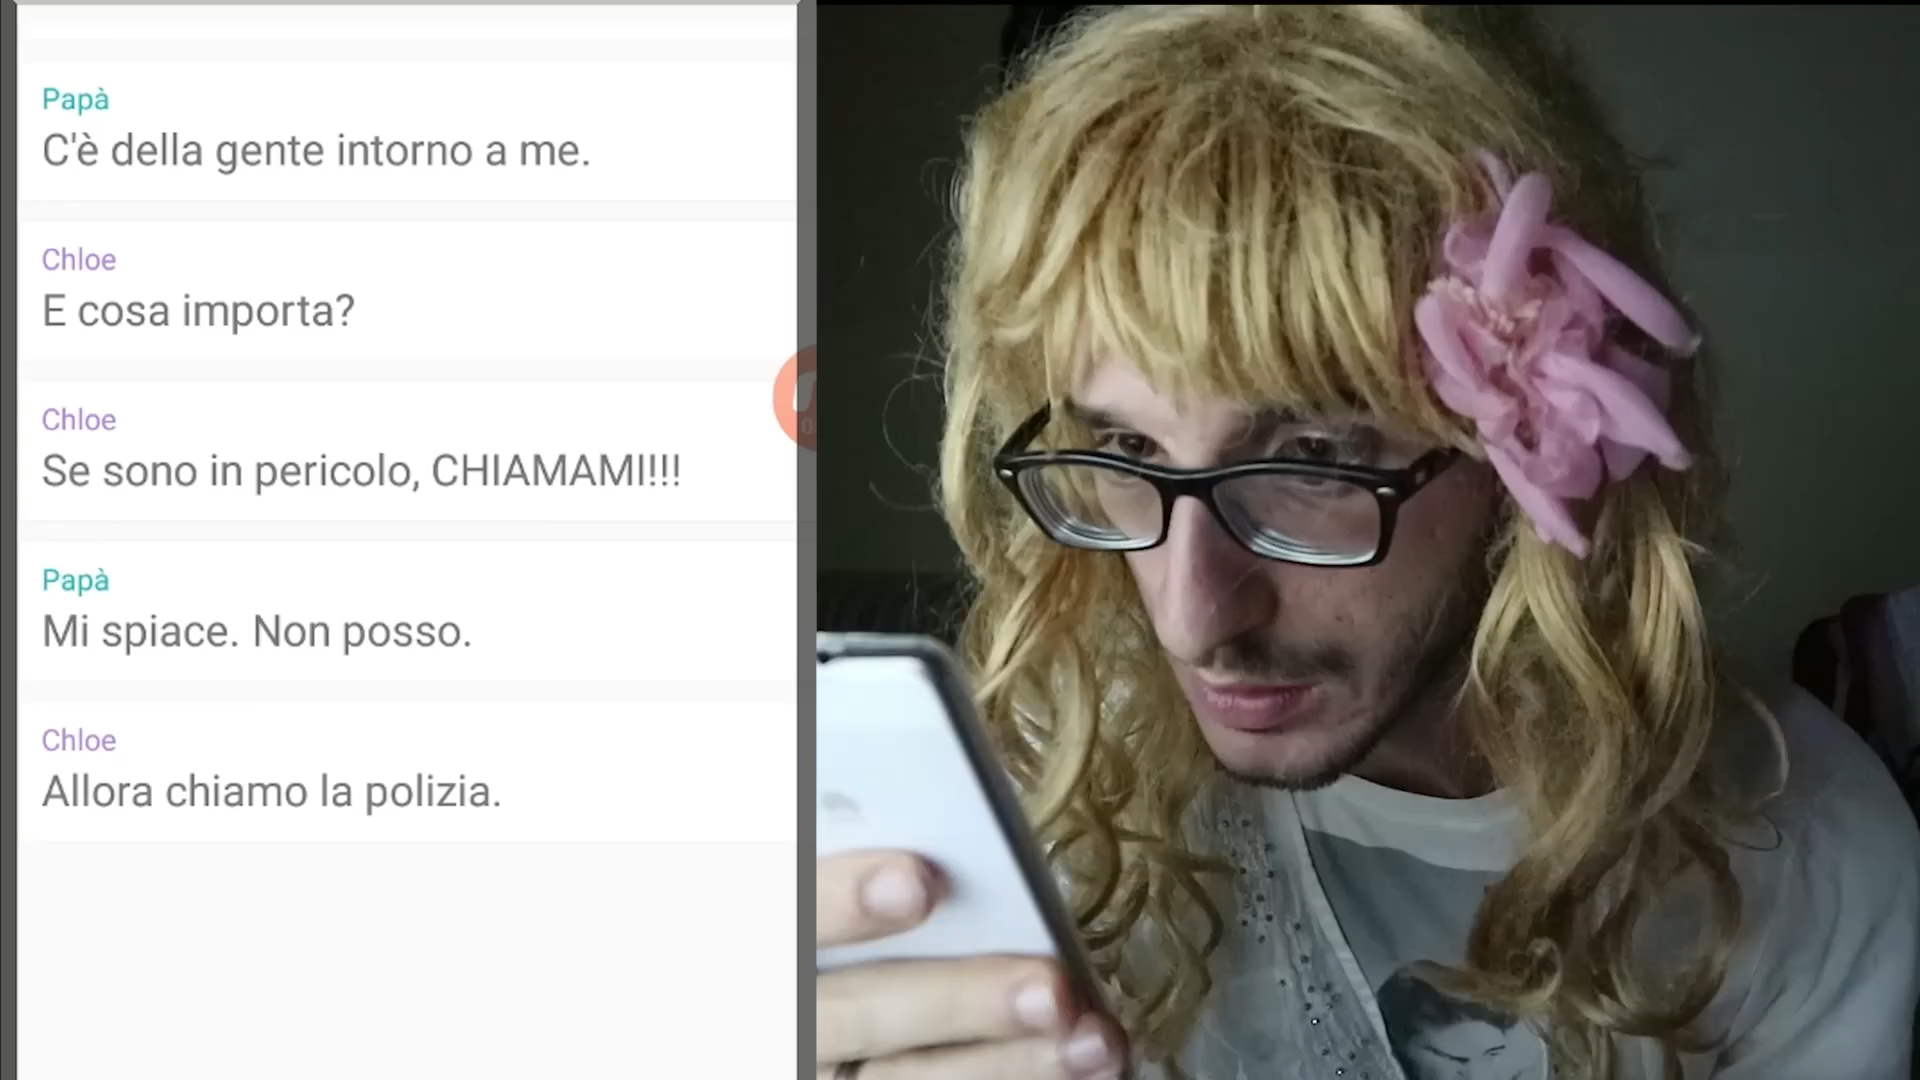 Papà
C'è della gente intorno a me.
Chloe
E cosa importa?
Chloe
Se sono in pericolo, CHIAMAMI!!!
Papà
Mi spiace. Non posso.
Chloe
Allora chiamo la polizia.